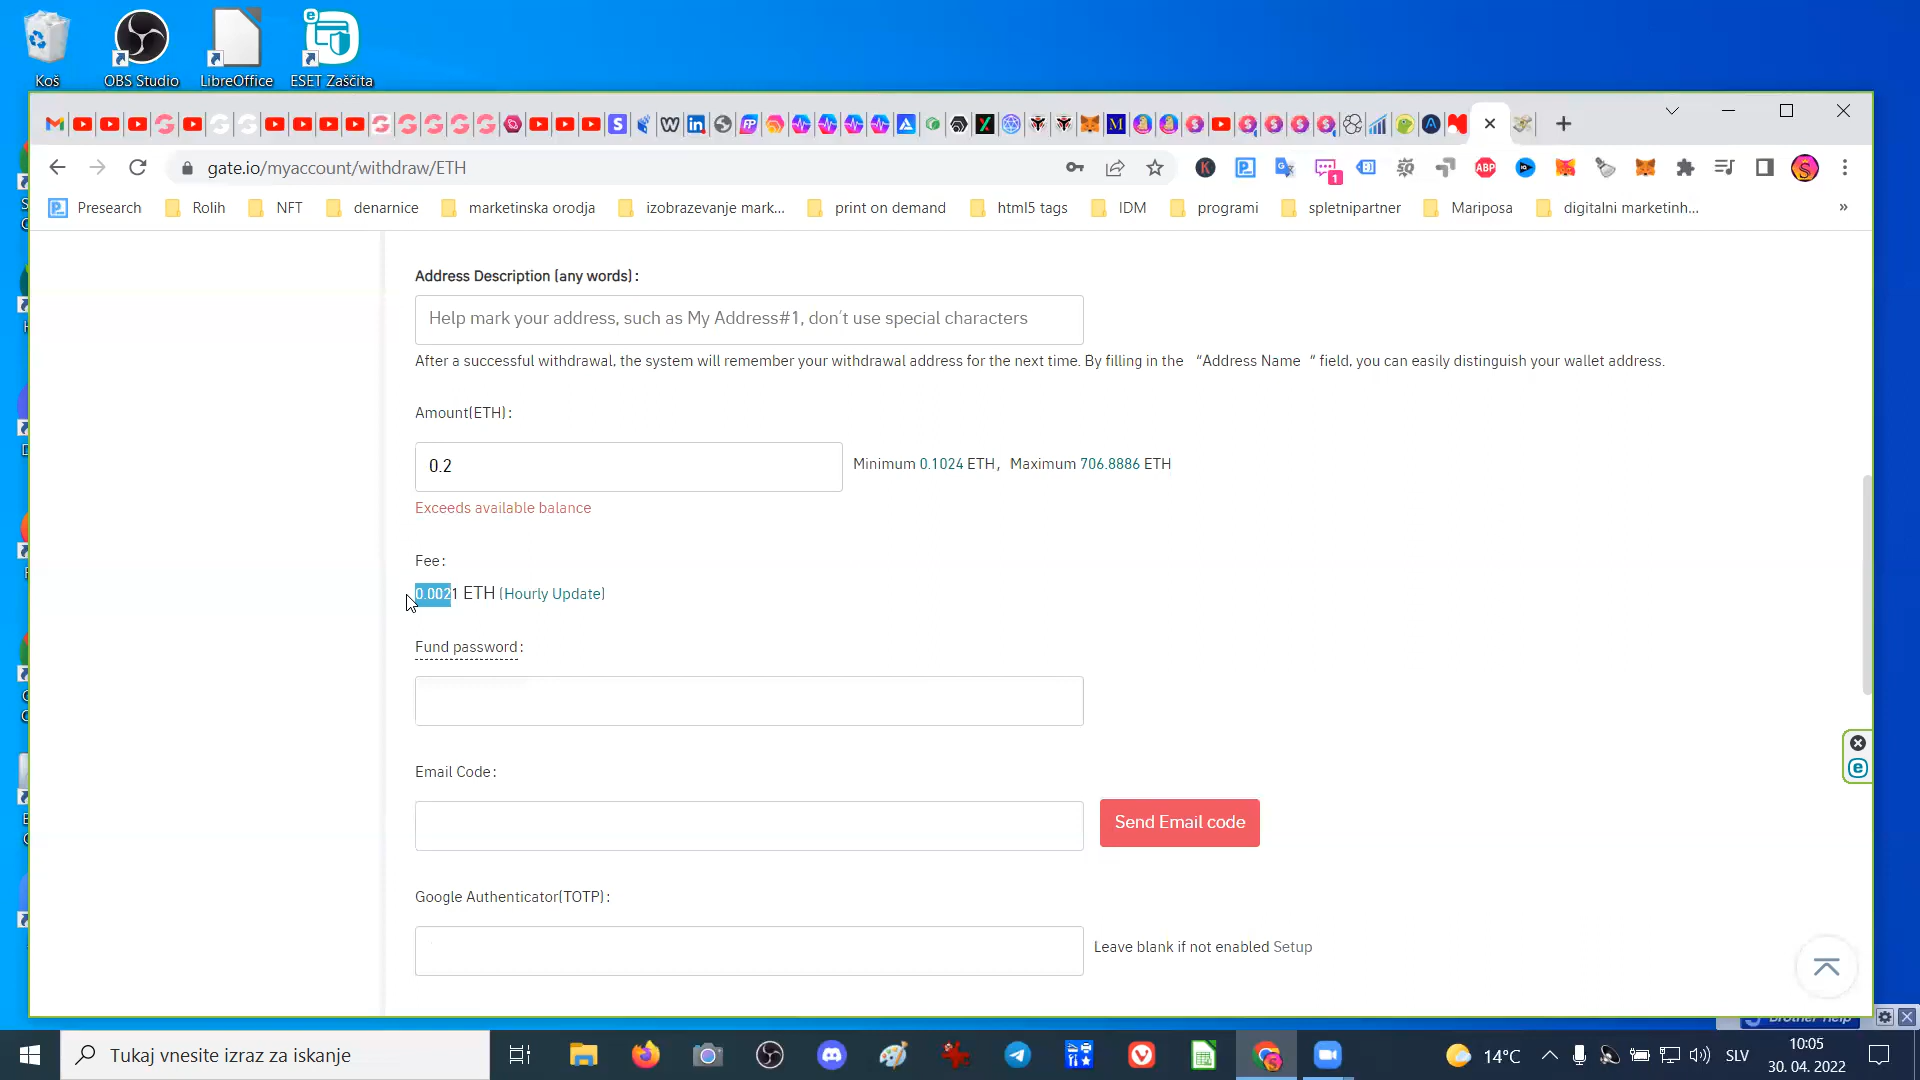 Koš
OBS Studio
LibreOffice
ESET Zaščita
gate.io/myaccount/withdraw/ETH
1
ABP
Presearch
Rolih
NFT
denarnice
marketinska orodja
izobrazevanje mark...
print on demand
html5 tags
IDM
programi
spletnipartner
Mariposa
digitalni marketinh...
»
Address Description (any words):
Help mark your address, such as My Address#1, don't use special characters
After a successful withdrawal, the system will remember your withdrawal address for the next time. By filling in the “Address Name “ field, you can easily distinguish your wallet address.
Amount(ETH):
0.2
Minimum 0.1024 ETH, Maximum 706.8886 ETH
Exceeds available balance
Fee:
0.0021 ETH (Hourly Update)
Fund password:
Email Code:
Send Email code
Google Authenticator(TOTP):
Leave blank if not enabled Setup
Tukaj vnesite izraz za iskanje
14°C
SLV
10:05
30. 04. 2022